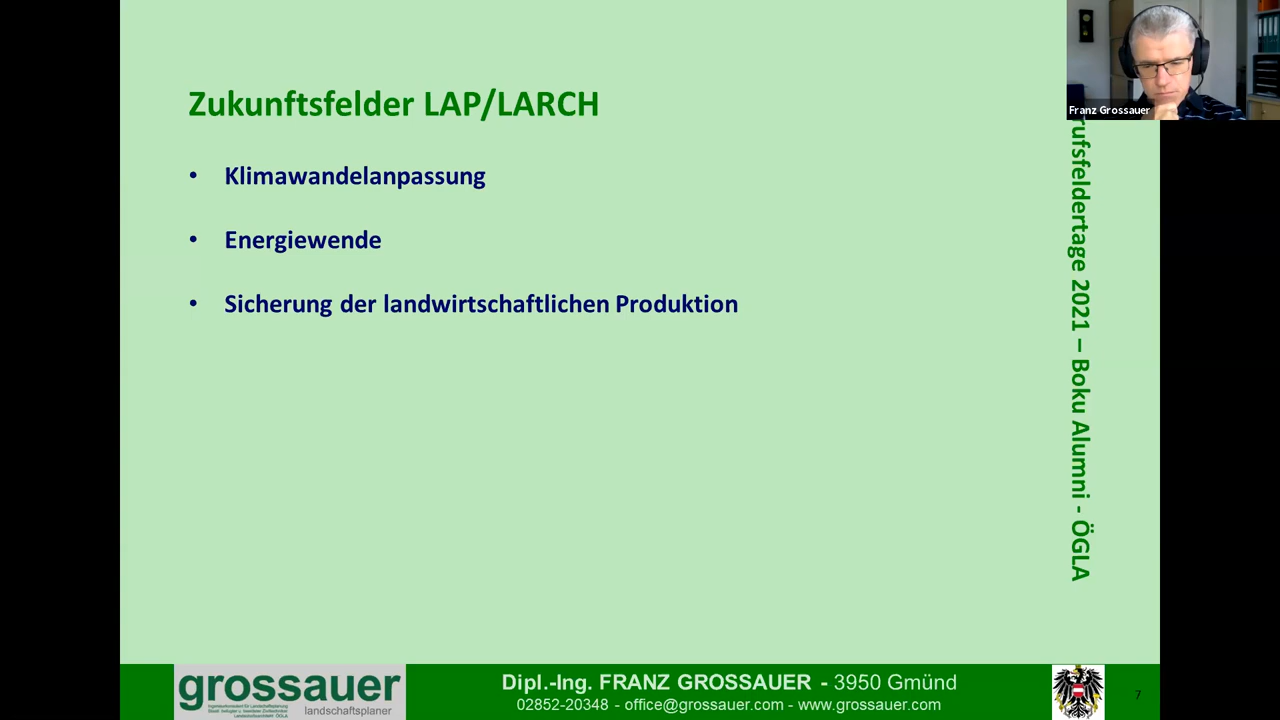 Zukunftsfelder LAP/LARCH
• Klimawandelanpassung
• Energiewende
• Sicherung der landwirtschaftlichen Produktion
Franz Grossauer
2021 – Boku Alumni - ÖGLA
grossauer
landschaftsplaner
Dipl.-Ing. FRANZ GROSSAUER - 3950 Gmünd
02852-20348 - office@grossauer.com - www.grossauer.com
7